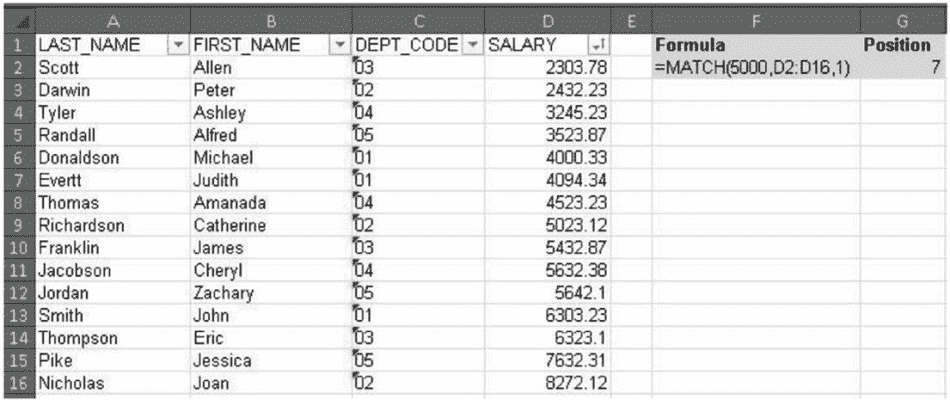 A B C D E F G
1 LAST_NAME FIRST_NAME DEPT_CODE SALARY Formula Position
2 Scott Allen 03 2303.78 =MATCH(5000,D2:D16,1) 7
3 Darwin Peter 02 2432.23
4 Tyler Ashley 04 3245.23
5 Randall Alfred 05 3523.87
6 Donaldson Michael 01 4000.33
7 Evertt Judith 01 4094.34
8 Thomas Amanada 04 4523.23
9 Richardson Catherine 02 5023.12
10 Franklin James 03 5432.87
11 Jacobson Cheryl 04 5632.38
12 Jordan Zachary 05 5642.1
13 Smith John 01 6303.23
14 Thompson Eric 03 6323.1
15 Pike Jessica 05 7632.31
16 Nicholas Joan 02 8272.12